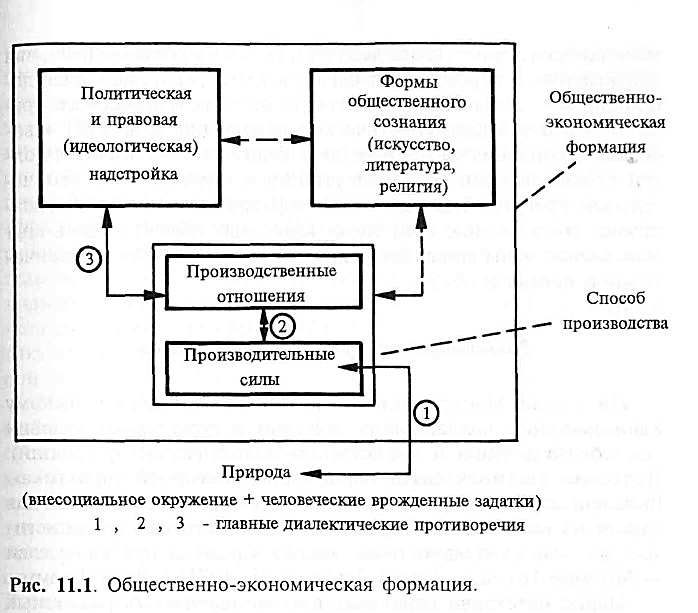 Политическая
и правовая
(идеологическая)
надстройка
Формы
общественного
сознания
(искусство,
литература,
религия)
Общественно-
экономическая
формация
3
Производственные
отношения
2
Производительные
силы
Способ
производства
1
Природа
(внесоциальное окружение + человеческие врожденные задатки)
1 , 2 , 3 - главные диалектические противоречия
Рис. 11.1. Общественно-экономическая формация.